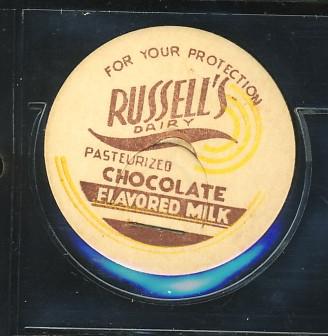 FOR YOUR PROTECTION
RUSSELL'S
DAIRY
PASTEURIZED
CHOCOLATE
FLAVORED MILK